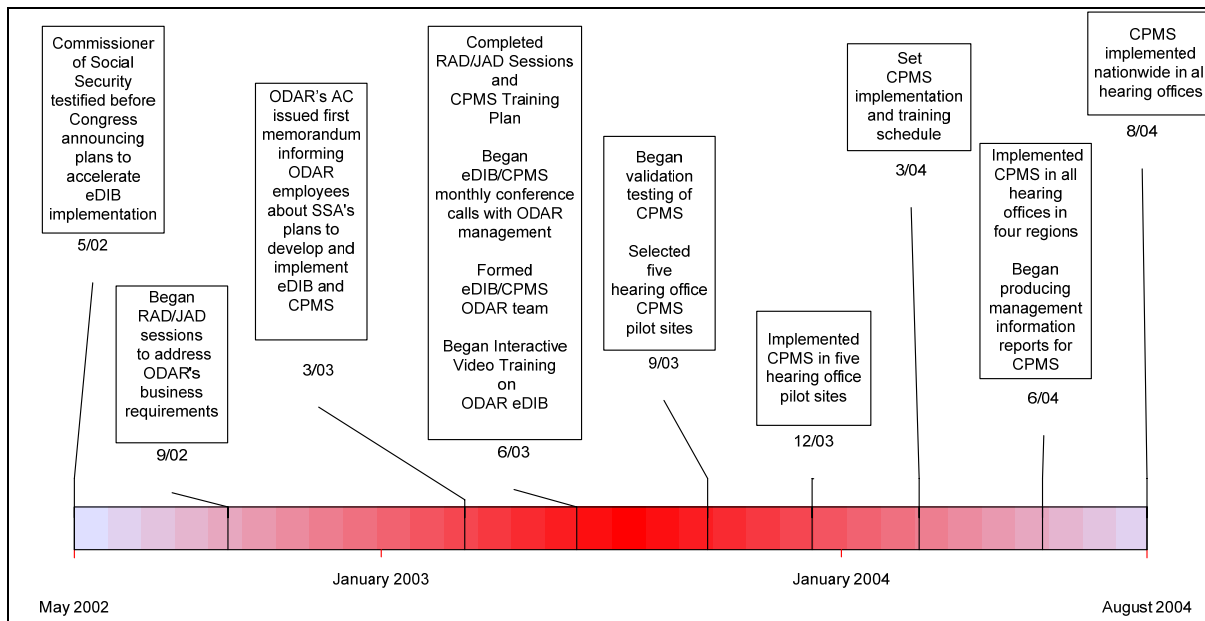 Commissioner
of Social
Security
testified before
Congress
announcing
plans to
accelerate
eDIB
implementation
5/02
Began
RAD/JAD
sessions
to address
ODAR's
business
requirements
9/02
ODAR's AC
issued first
memorandum
informing
ODAR
employees
about SSA's
plans to
develop and
implement
eDIB and
CPMS
3/03
Completed
RAD/JAD Sessions
and
CPMS Training
Plan
Began
eDIB/CPMS
monthly conference
calls with ODAR
management
Formed
eDIB/CPMS
ODAR team
Began Interactive
Video Training
on
ODAR eDIB
6/03
Began
validation
testing of
CPMS
Selected
five
hearing office
CPMS
pilot sites
9/03
Implemented
CPMS in five
hearing office
pilot sites
12/03
Set
CPMS
implementation
and training
schedule
3/04
Implemented
CPMS in all
hearing
offices in
four regions
Began
producing
management
information
reports for
CPMS
6/04
CPMS
implemented
nationwide in all
hearing offices
8/04
January 2003
January 2004
May 2002
August 2004